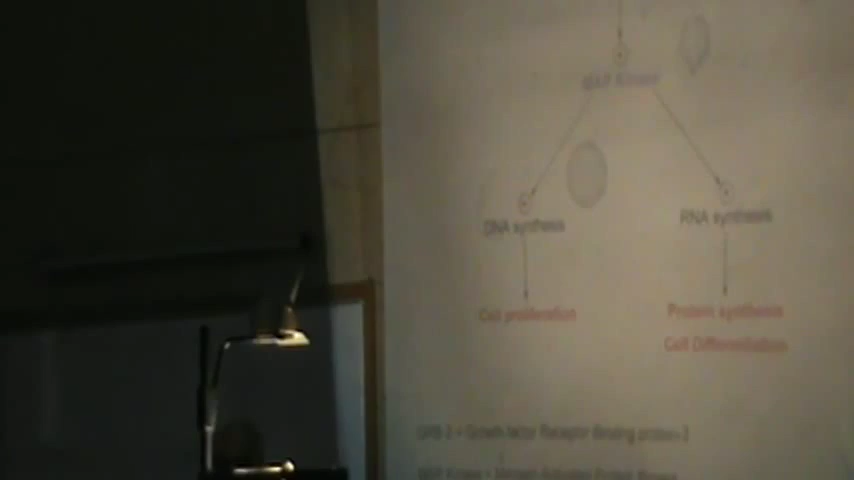 MAP Kinase
DNA synthesis
RNA synthesis
Cell proliferation
Protein synthesis
Cell Differentiation
GRB-2 = Growth factor Receptor Binding protein-2
MAP Kinase = Mitogen Activated Protein Kinase